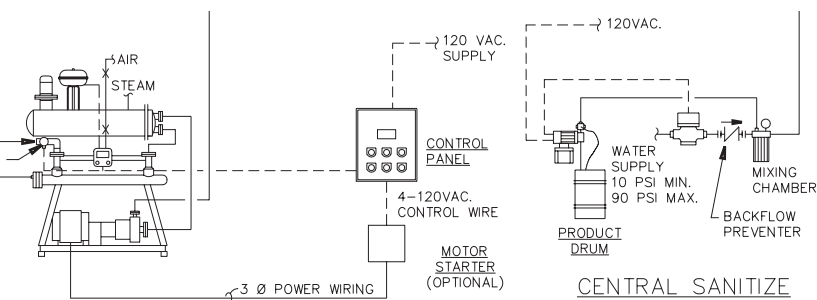 AIR
STEAM
120 VAC.
SUPPLY
CONTROL
PANEL
4-120VAC.
CONTROL WIRE
MOTOR
STARTER
(OPTIONAL)
3 Ø POWER WIRING
120VAC.
WATER
SUPPLY
10 PSI MIN.
90 PSI MAX.
PRODUCT
DRUM
MIXING
CHAMBER
BACKFLOW
PREVENTER
CENTRAL SANITIZE